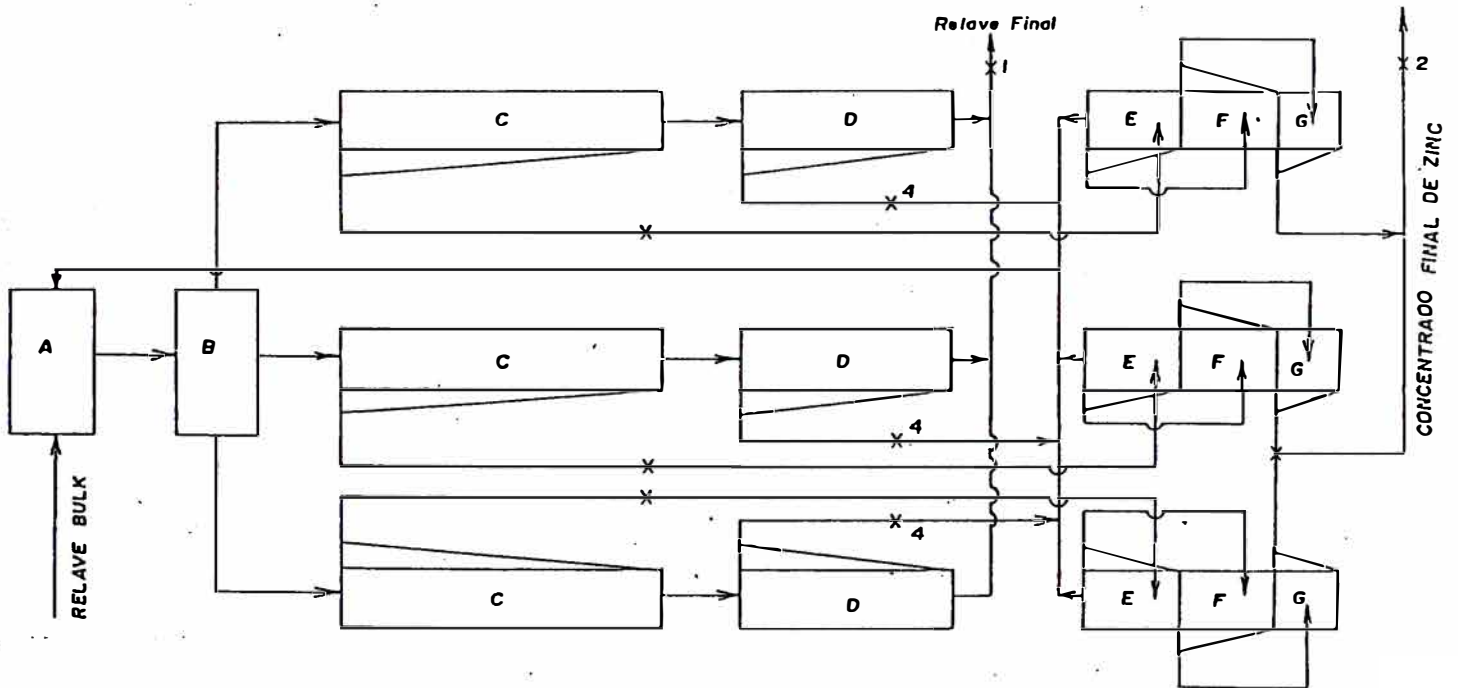 Relave Final
1
2
C
D
E
F
G
4
CONCENTRADO FINAL DE ZINC
A
B
C
D
E
F
G
4
RELAVE BULK
4
C
D
E
F
G